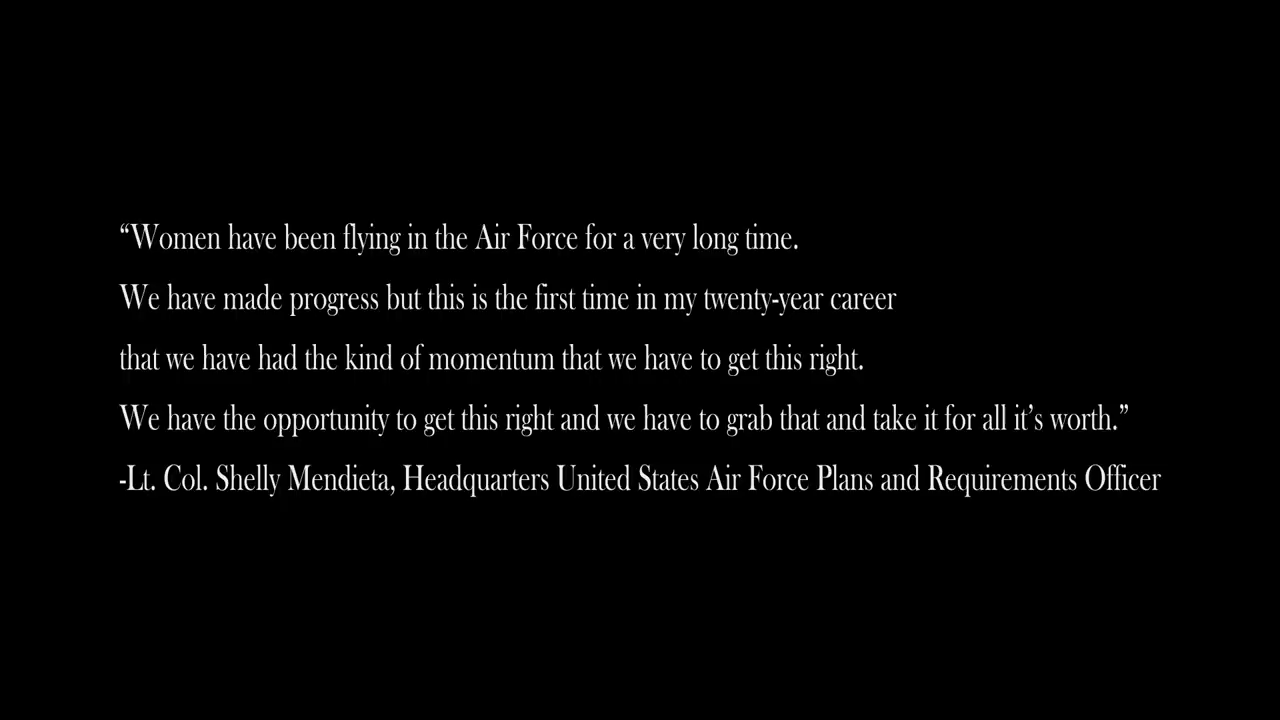 “Women have been flying in the Air Force for a very long time.
We have made progress but this is the first time in my twenty-year career
that we have had the kind of momentum that we have to get this right.
We have the opportunity to get this right and we have to grab that and take it for all it’s worth.”
-Lt. Col. Shelly Mendieta, Headquarters United States Air Force Plans and Requirements Officer